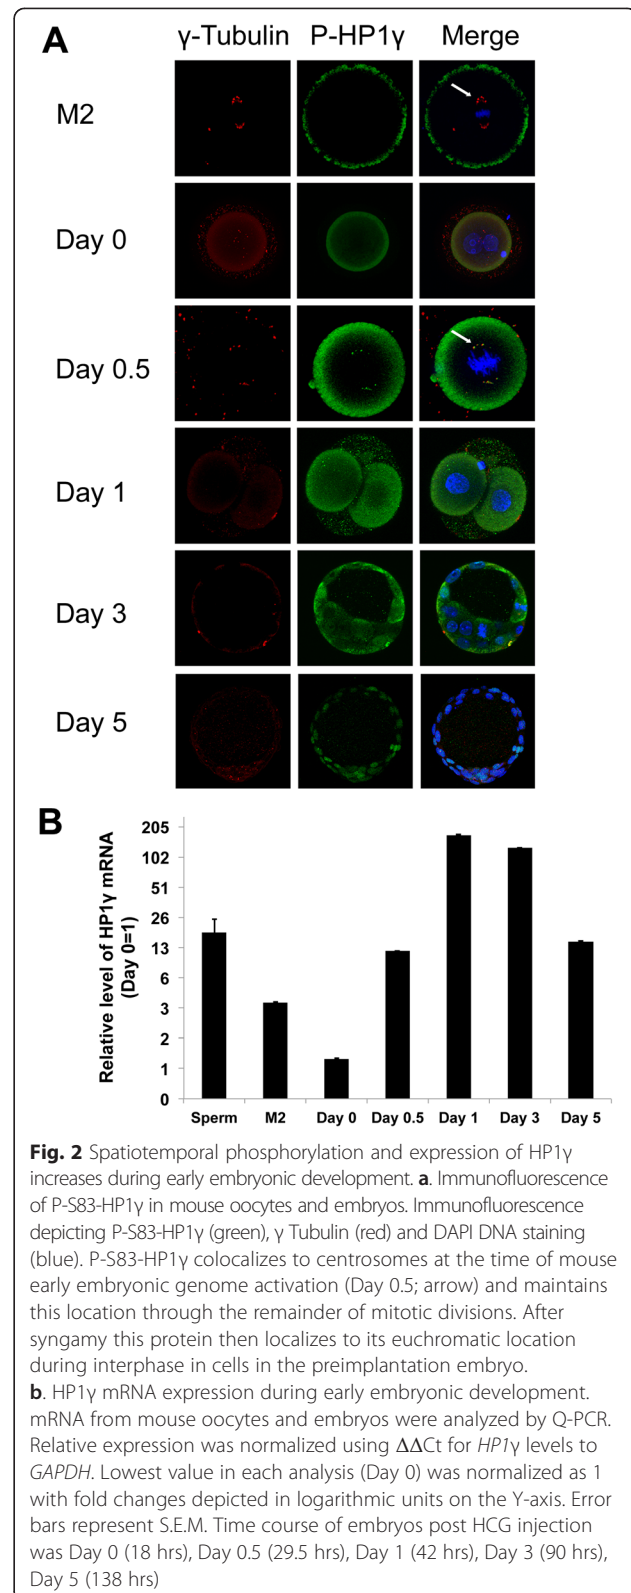 A
γ-Tubulin P-HP1γ Merge
M2
Day 0
Day 0.5
Day 1
Day 3
Day 5
B
Relative level of HP1γ mRNA
(Day 0=1)
205
102
51
26
13
6
3
2
1
0
Sperm M2 Day 0 Day 0.5 Day 1 Day 3 Day 5
Fig. 2 Spatiotemporal phosphorylation and expression of HP1γ
increases during early embryonic development. a. Immunofluorescence
of P-S83-HP1γ in mouse oocytes and embryos. Immunofluorescence
depicting P-S83-HP1γ (green), γ Tubulin (red) and DAPI DNA staining
(blue). P-S83-HP1γ colocalizes to centrosomes at the time of mouse
early embryonic genome activation (Day 0.5; arrow) and maintains
this location through the remainder of mitotic divisions. After
syngamy this protein then localizes to its euchromatic location
during interphase in cells in the preimplantation embryo.
b. HP1γ mRNA expression during early embryonic development.
mRNA from mouse oocytes and embryos were analyzed by Q-PCR.
Relative expression was normalized using ΔΔCt for HP1γ levels to
GAPDH. Lowest value in each analysis (Day 0) was normalized as 1
with fold changes depicted in logarithmic units on the Y-axis. Error
bars represent S.E.M. Time course of embryos post HCG injection
was Day 0 (18 hrs), Day 0.5 (29.5 hrs), Day 1 (42 hrs), Day 3 (90 hrs),
Day 5 (138 hrs)